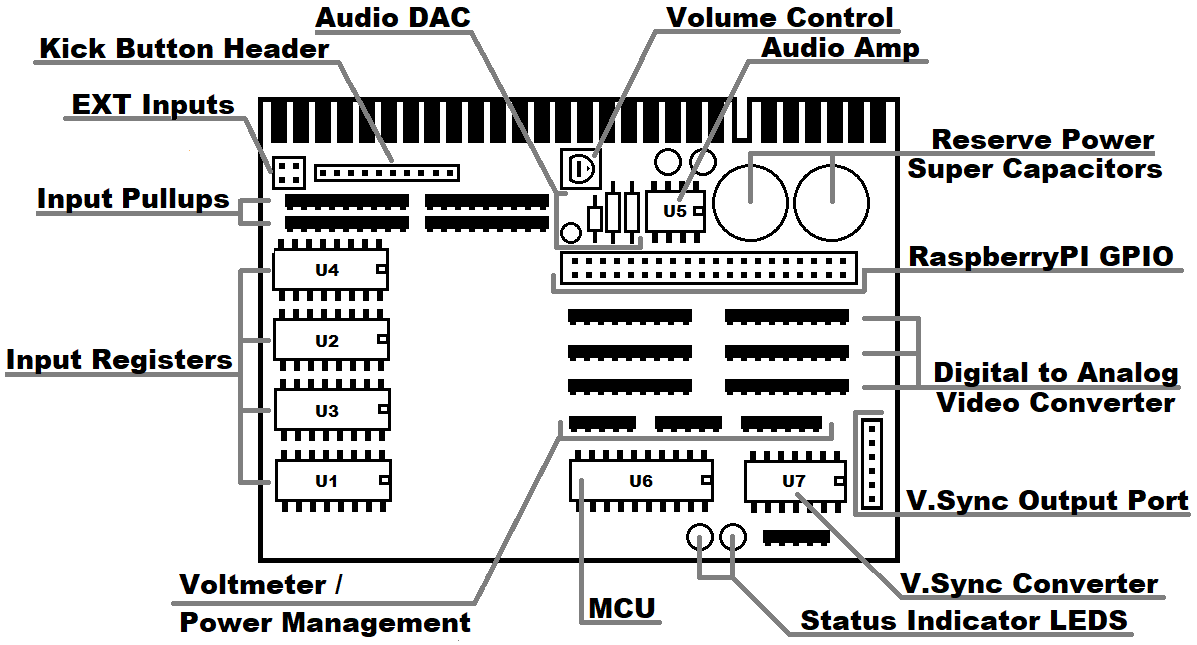 Audio DAC
Volume Control
Kick Button Header
Audio Amp
EXT Inputs
Reserve Power
Super Capacitors
Input Pullups
U5
RaspberryPI GPIO
U4
U2
Input Registers
Digital to Analog
Video Converter
U3
U1
U6
U7
V.Sync Output Port
Voltmeter /
Power Management
MCU
V.Sync Converter
Status Indicator LEDS